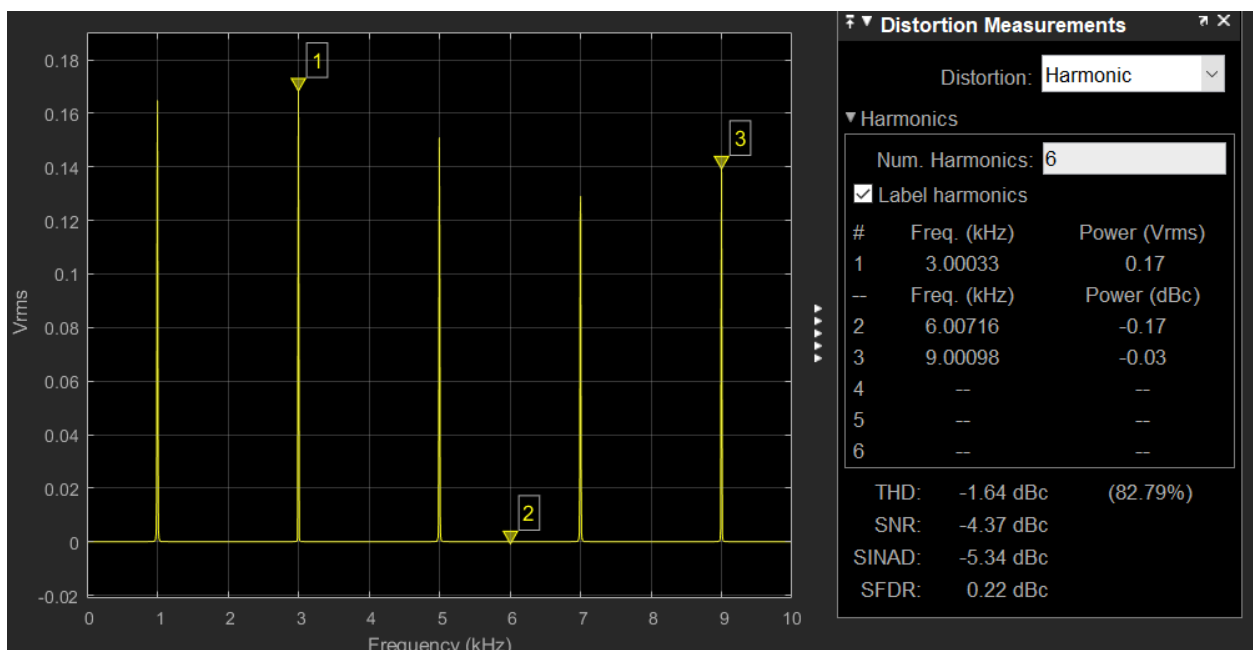 0.18
0.16
0.14
0.12
0.1
0.08
0.06
0.04
0.02
0
-0.02
Vrms
1
2
3
0 1 2 3 4 5 6 7 8 9 10
Frequency (kHz)
Distortion Measurements
Distortion: Harmonic
Harmonics
Num. Harmonics: 6
Label harmonics
# Freq. (kHz) Power (Vrms)
1 3.00033 0.17
-- Freq. (kHz) Power (dBc)
2 6.00716 -0.17
3 9.00098 -0.03
4 -- --
5 -- --
6 -- --
THD: -1.64 dBc (82.79%)
SNR: -4.37 dBc
SINAD: -5.34 dBc
SFDR: 0.22 dBc